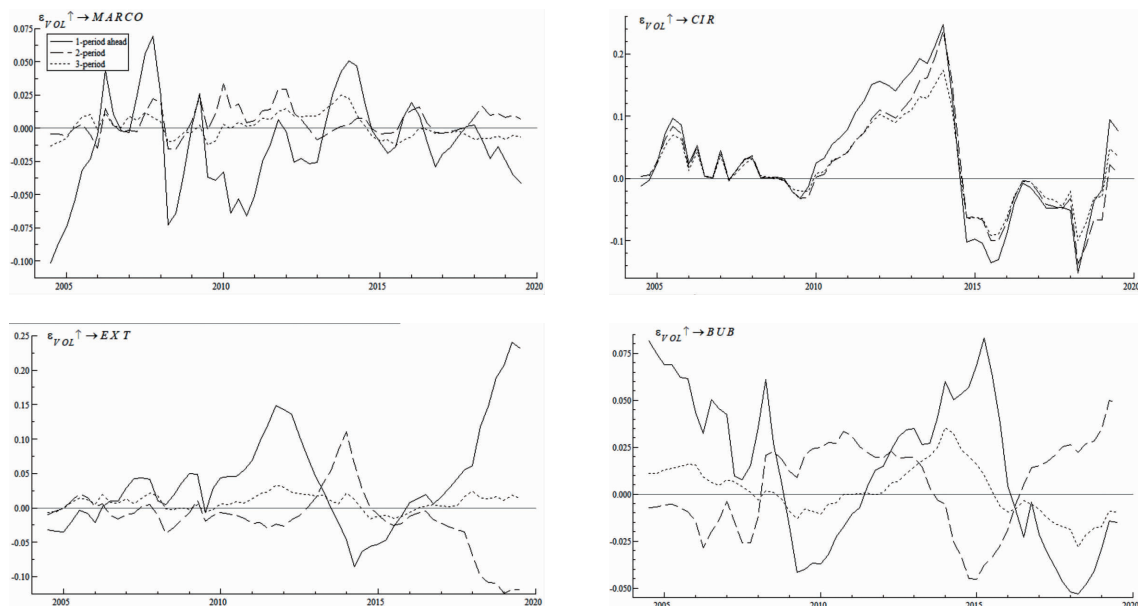 ε VOL ↑ → MARCO
1-period ahead
2-period
3-period
0.075
0.050
0.025
0.000
-0.025
-0.050
-0.075
-0.100
2005 2010 2015 2020
ε VOL ↑ → CIR
0.2
0.1
0.0
-0.1
2005 2010 2015 2020
ε VOL ↑ → EXT
0.25
0.20
0.15
0.10
0.05
0.00
-0.05
-0.10
2005 2010 2015 2020
ε VOL ↑ → BUB
0.075
0.050
0.025
0.000
-0.025
-0.050
2005 2010 2015 2020